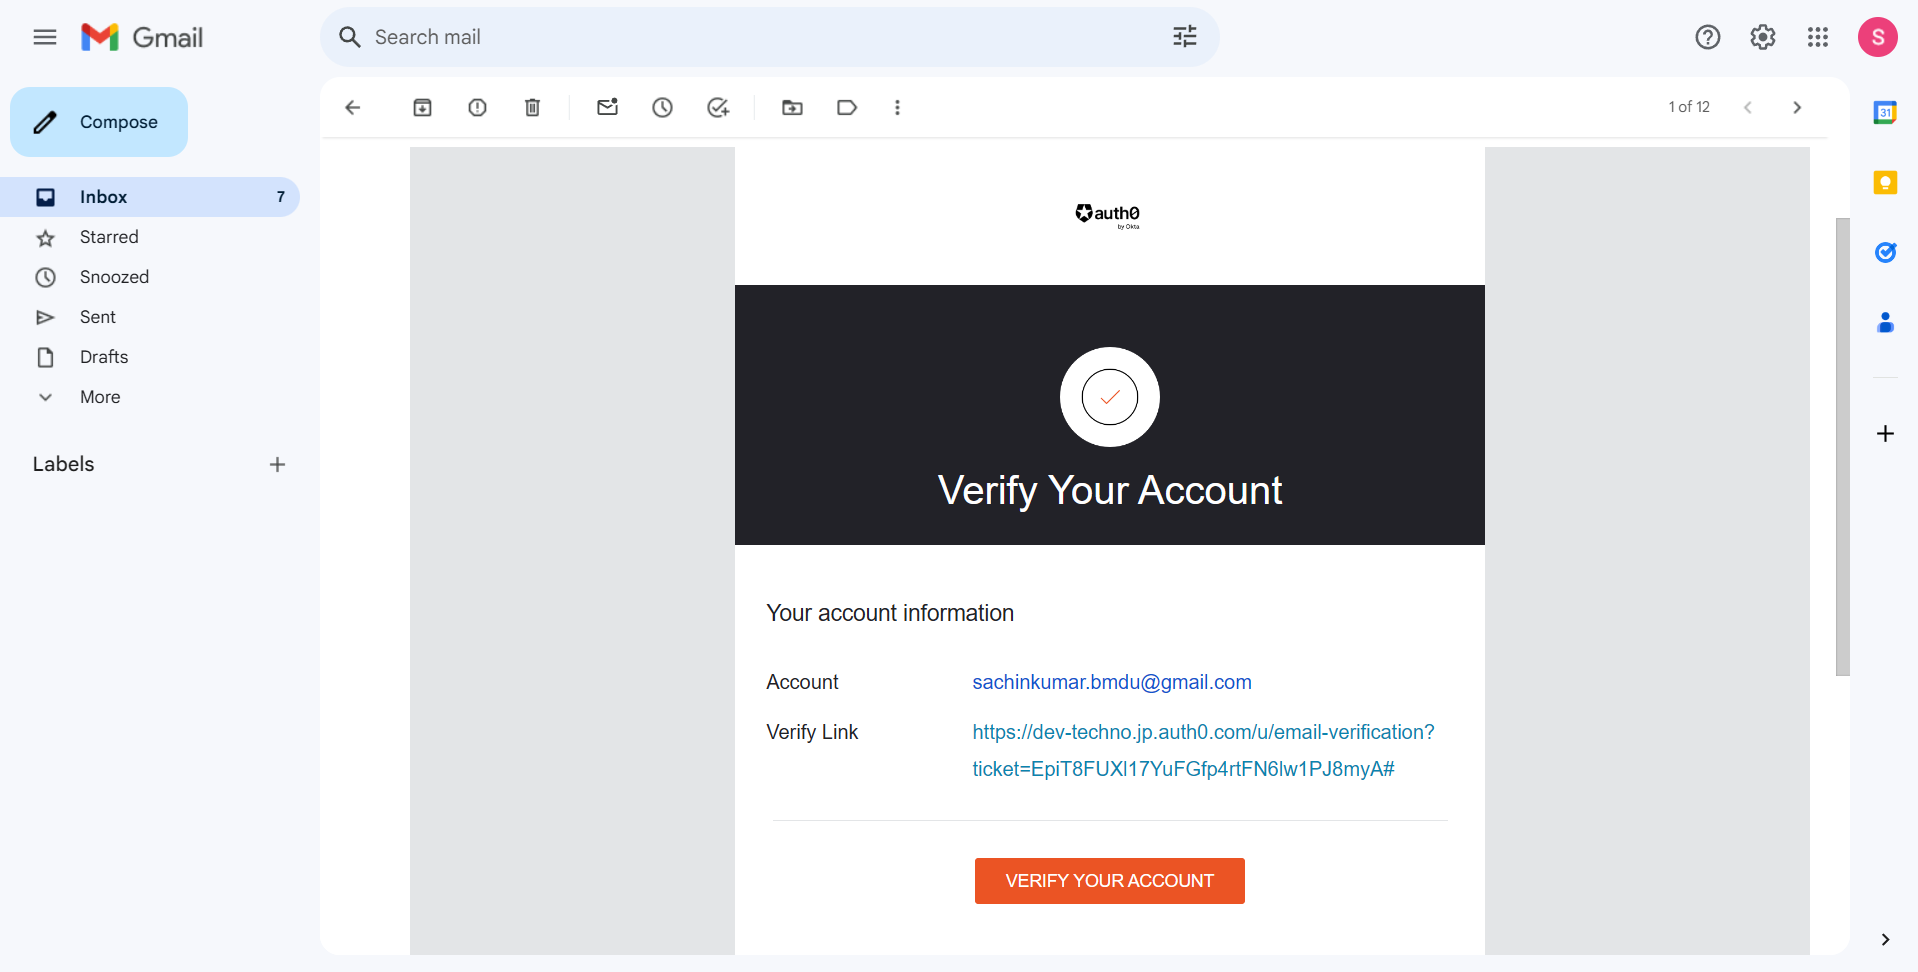 Gmail
Search mail
S
Compose
Inbox 7
Starred
Snoozed
Sent
Drafts
More
Labels
1 of 12
31
auth0
by Okta
Verify Your Account
Your account information
Account sachinkumar.bmdu@gmail.com
Verify Link https://dev-techno.jp.auth0.com/u/email-verification?
ticket=EpiT8FUXl17YuFGfp4rtFN6lw1PJ8myA#
VERIFY YOUR ACCOUNT